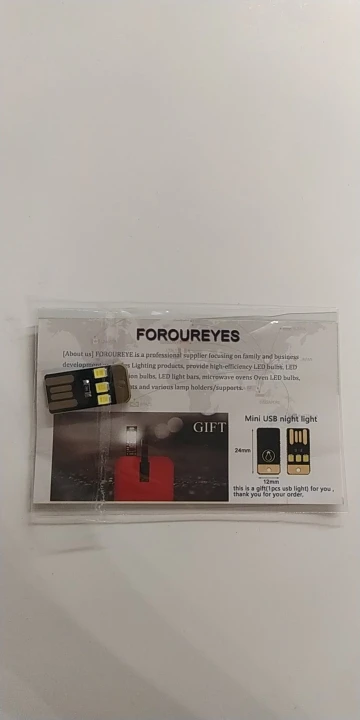 FOROUREYES
[About us] FOROUREYE is a professional supplier focusing on family and business
development Lighting products, provide high-efficiency LED bulbs, LED
bulbs, LED light bars, microwave ovens Oven LED bulbs,
and various lamp holders/supports.
GIFT
Mini USB night light
24mm
12mm
this is a gift(1pcs usb light) for you ,
thank you for your order.